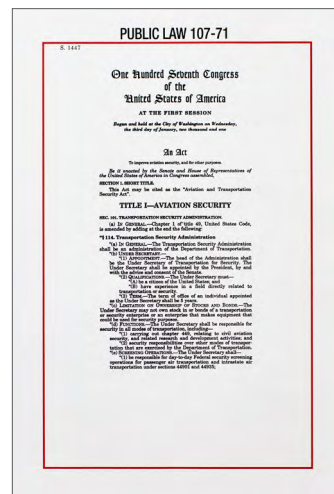 PUBLIC LAW 107-71
S. 1447
One Hundred Seventh Congress
of the
United States of America
AT THE FIRST SESSION
Begun and held at the City of Washington on Wednesday,
the third day of January, two thousand and one
An Act
To improve aviation security, and for other purposes.
Be it enacted by the Senate and House of Representatives of
the United States of America in Congress assembled,
SECTION 1. SHORT TITLE.
This Act may be cited as the "Aviation and Transportation
Security Act".
TITLE I—AVIATION SECURITY
SEC. 101. TRANSPORTATION SECURITY ADMINISTRATION.
(a) IN GENERAL.—Chapter 1 of title 49, United States Code,
is amended by adding at the end the following:
"§ 114. Transportation Security Administration
"(a) IN GENERAL.—The Transportation Security Administration
shall be an administration of the Department of Transportation.
"(b) UNDER SECRETARY.—
"(1) APPOINTMENT.—The head of the Administration shall
be the Under Secretary of Transportation for Security. The
Under Secretary shall be appointed by the President, by and
with the advice and consent of the Senate.
"(2) QUALIFICATIONS.—The Under Secretary must—
"(A) be a citizen of the United States; and
"(B) have experience in a field directly related to
transportation or security.
"(3) TERM.—The term of office of an individual appointed
as the Under Secretary shall be 5 years.
"(c) LIMITATION ON OWNERSHIP OF STOCKS AND BONDS.—The
Under Secretary may not own stock in or bonds of a transportation
or security enterprise or an enterprise that makes equipment that
could be used for security purposes.
"(d) FUNCTIONS.—The Under Secretary shall be responsible for
security in all modes of transportation, including—
"(1) carrying out chapter 449, relating to civil aviation
security, and related research and development activities; and
"(2) security responsibilities over other modes of transpor-
tation that are exercised by the Department of Transportation.
"(e) SCREENING OPERATIONS.—The Under Secretary shall—
"(1) be responsible for day-to-day Federal security screening
operations for passenger air transportation and intrastate air
transportation under sections 44901 and 44935;